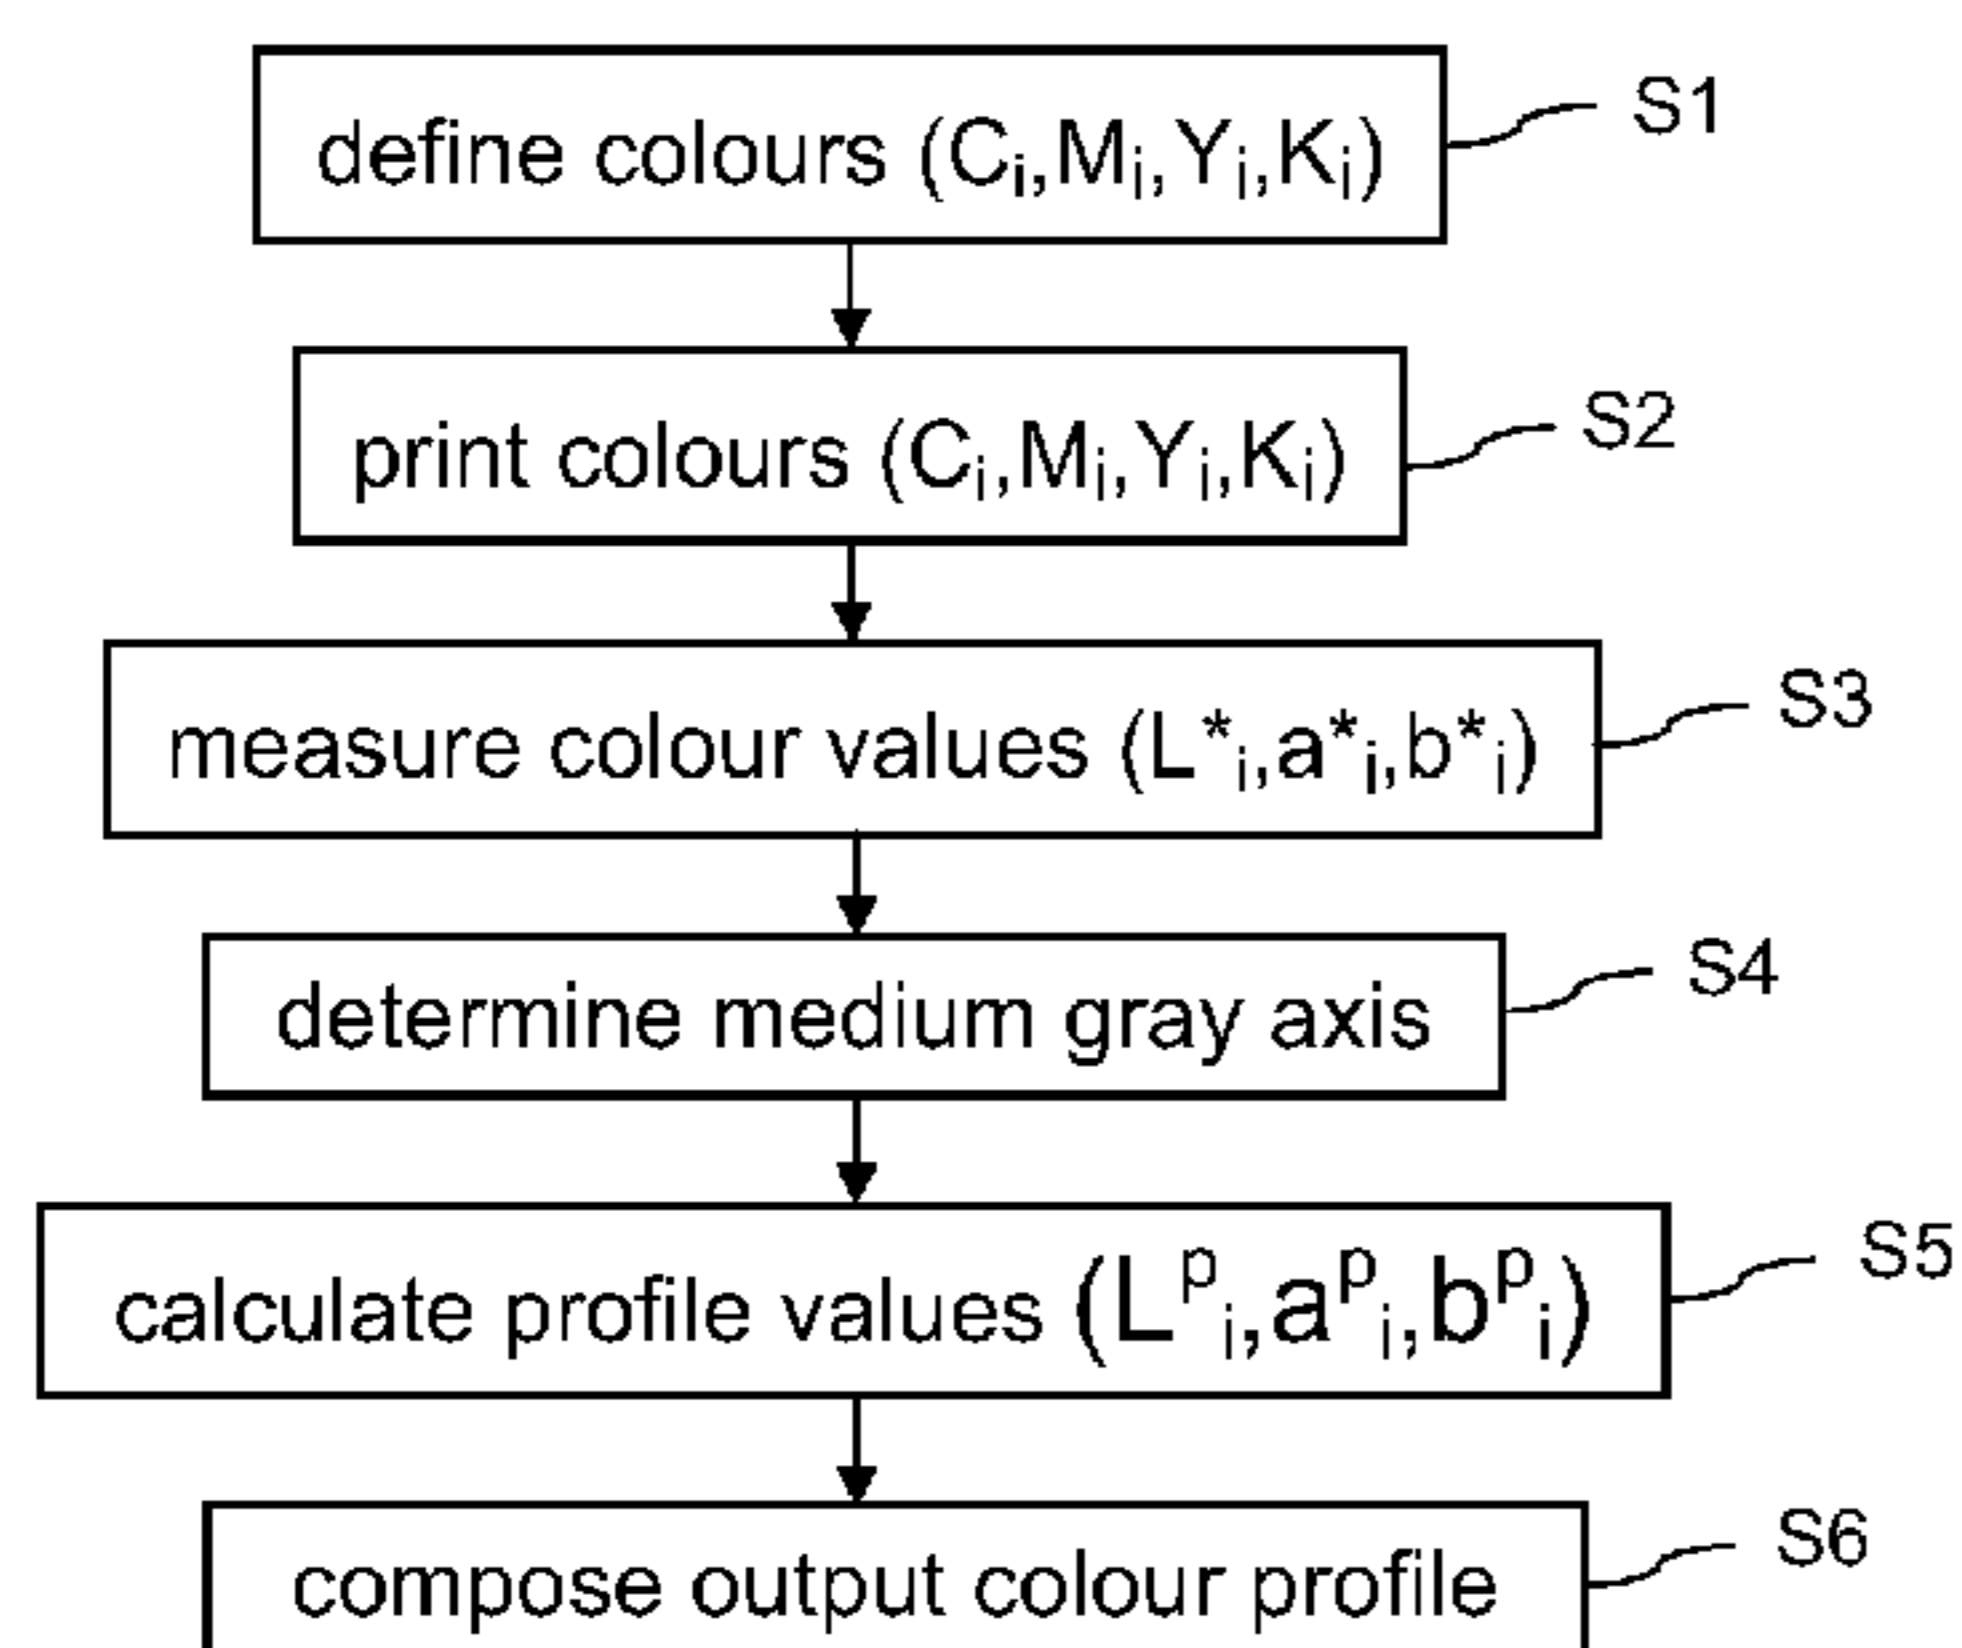 define colours (Cᵢ,Mᵢ,Yᵢ,Kᵢ) S1
print colours (Cᵢ,Mᵢ,Yᵢ,Kᵢ) S2
measure colour values (L*ᵢ,a*ᵢ,b*ᵢ) S3
determine medium gray axis S4
calculate profile values (Lᵖᵢ,aᵖᵢ,bᵖᵢ) S5
compose output colour profile S6